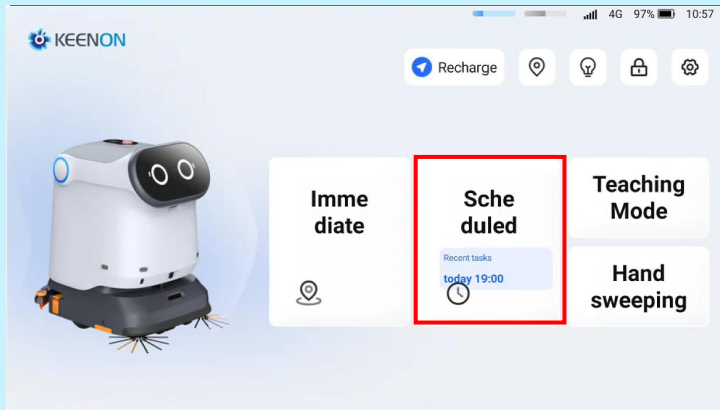 4G 97% 10:57
KEENON
Recharge
Imme
diate
Sche
duled
Recent tasks
today 19:00
Teaching
Mode
Hand
sweeping